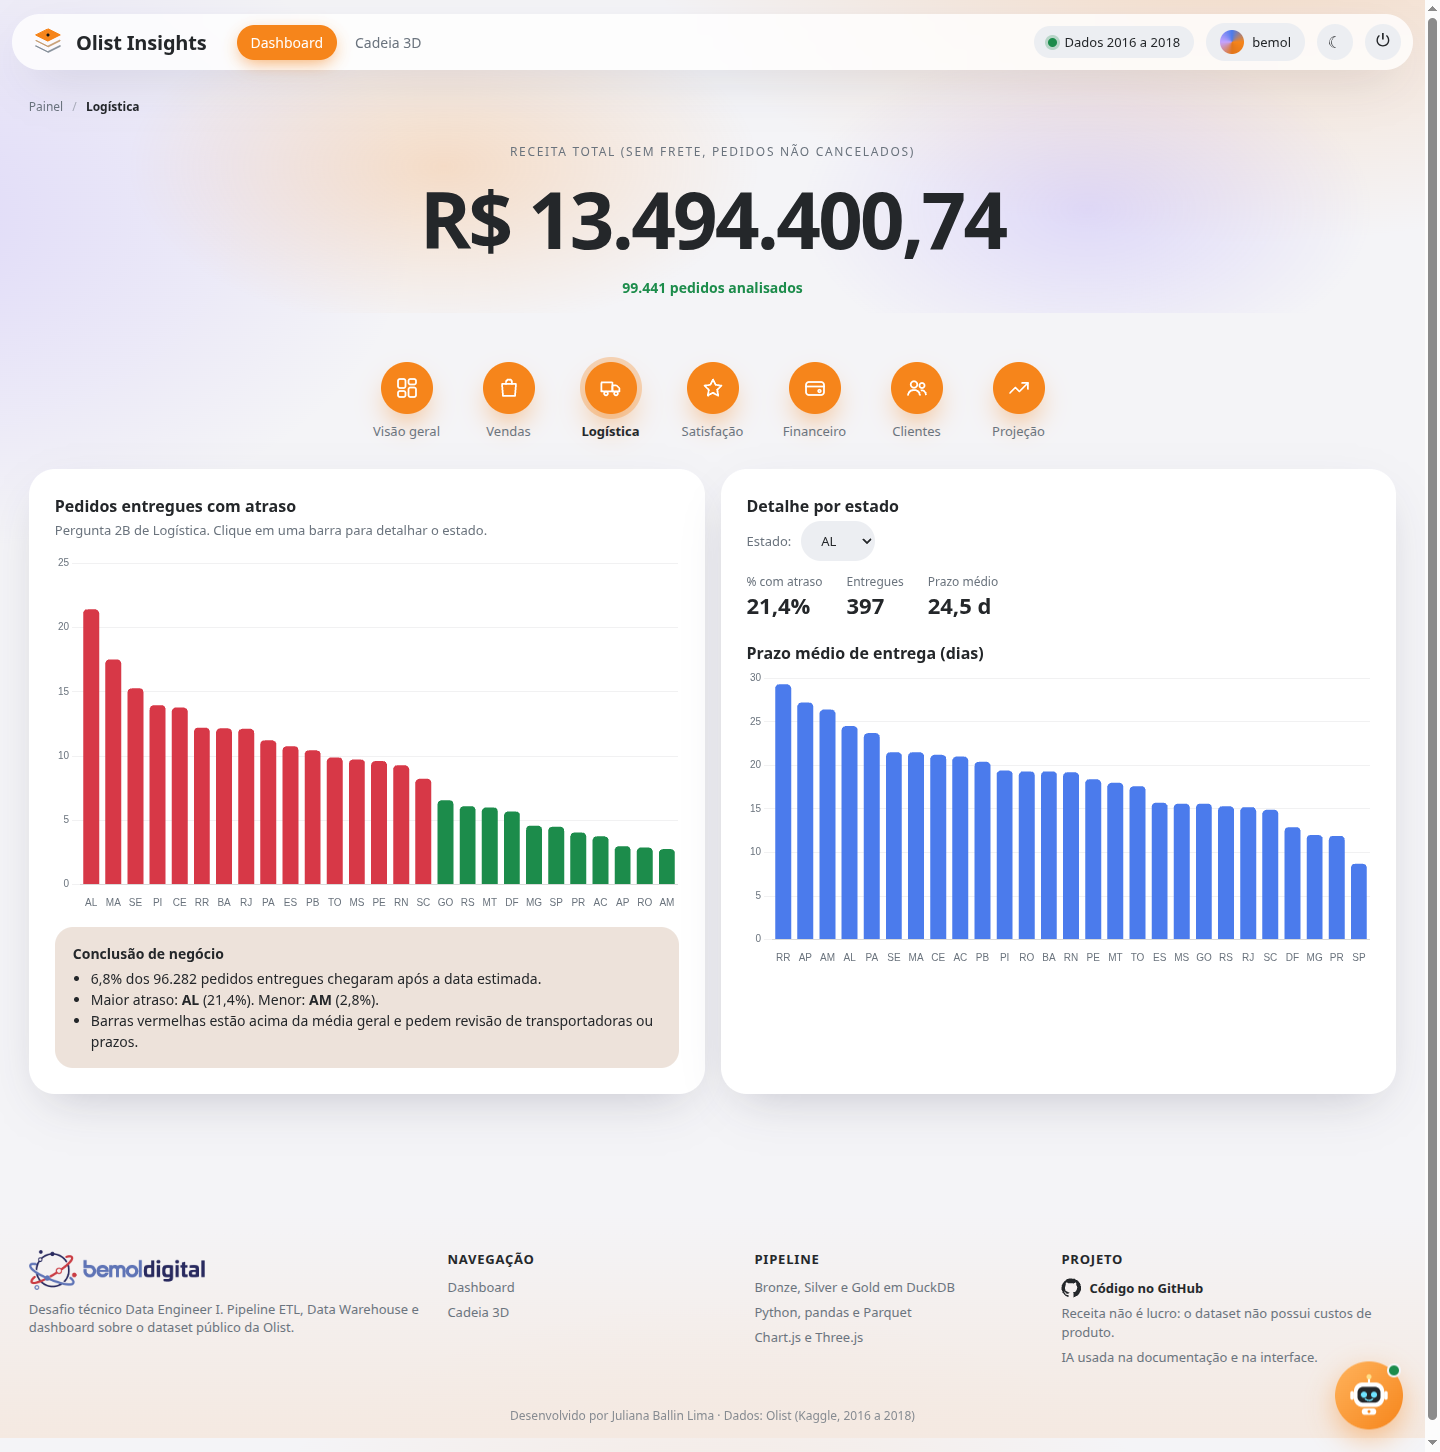 Olist Insights
Dashboard
Cadeia 3D
Dados 2016 a 2018
bemol
Painel / Logística
RECEITA TOTAL (SEM FRETE, PEDIDOS NÃO CANCELADOS)
R$ 13.494.400,74
99.441 pedidos analisados
Visão geral
Vendas
Logística
Satisfação
Financeiro
Clientes
Projeção
Pedidos entregues com atraso
Pergunta 2B de Logística. Clique em uma barra para detalhar o estado.
25
20
15
10
5
0
AL MA SE PI CE RR BA RJ PA ES PB TO MS PE RN SC GO RS MT DF MG SP PR AC AP RO AM
Conclusão de negócio
• 6,8% dos 96.282 pedidos entregues chegaram após a data estimada.
• Maior atraso: AL (21,4%). Menor: AM (2,8%).
• Barras vermelhas estão acima da média geral e pedem revisão de transportadoras ou
prazos.
Detalhe por estado
Estado: AL
% com atraso Entregues Prazo médio
21,4% 397 24,5 d
Prazo médio de entrega (dias)
30
25
20
15
10
5
0
RR AP AM AL PA SE MA CE AC PB PI RO BA RN PE MT TO ES MS GO RS RJ SC DF MG PR SP
bemoldigital
Desafio técnico Data Engineer I. Pipeline ETL, Data Warehouse e
dashboard sobre o dataset público da Olist.
NAVEGAÇÃO
Dashboard
Cadeia 3D
PIPELINE
Bronze, Silver e Gold em DuckDB
Python, pandas e Parquet
Chart.js e Three.js
PROJETO
Código no GitHub
Receita não é lucro: o dataset não possui custos de
produto.
IA usada na documentação e na interface.
Desenvolvido por Juliana Ballin Lima · Dados: Olist (Kaggle, 2016 a 2018)